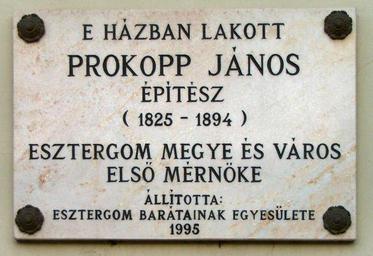 E HÁZBAN LAKOTT
PROKOPP JÁNOS
ÉPÍTÉSZ
( 1825 - 1894 )
ESZTERGOM MEGYE ÉS VÁROS
ELSŐ MÉRNÖKE
ÁLLÍTOTTA:
ESZTERGOM BARÁTAINAK EGYESÜLETE
1995